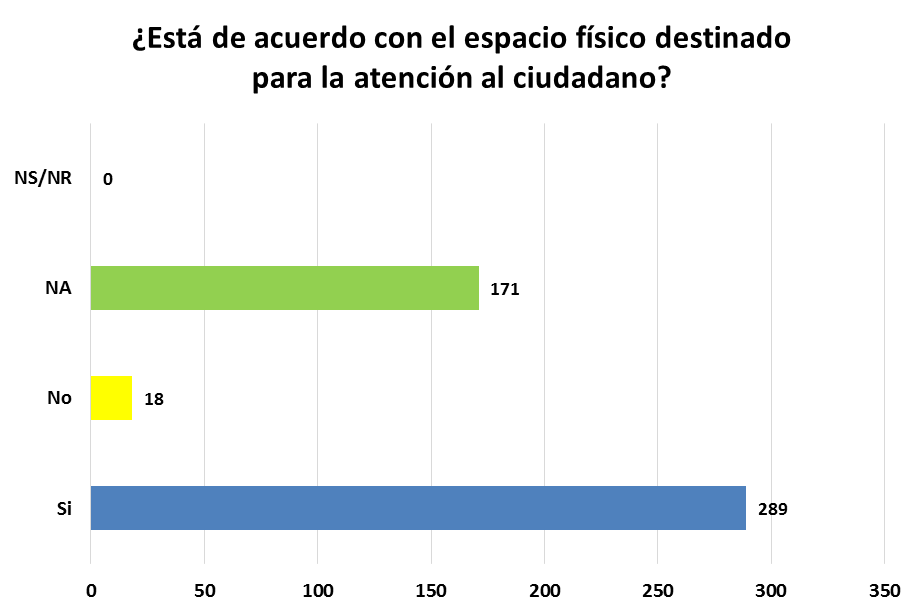 ¿Está de acuerdo con el espacio físico destinado
para la atención al ciudadano?
NS/NR 0
NA 171
No 18
Si 289
0 50 100 150 200 250 300 350